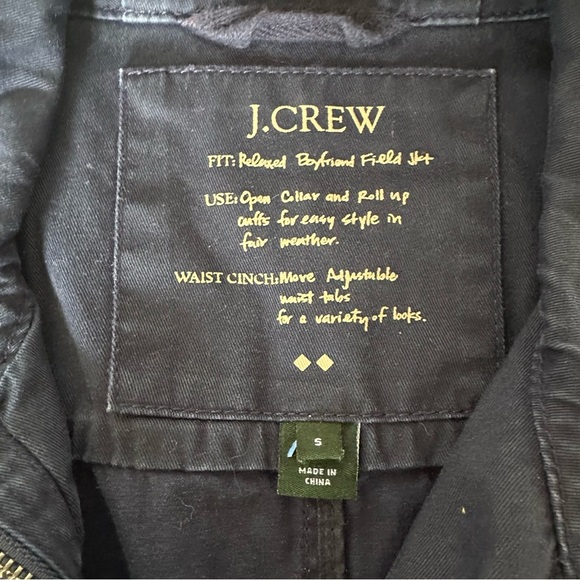 J.CREW
FIT: Relaxed Boyfriend Field Jkt
USE: Open Collar and Roll up
cuffs for easy style in
fair weather.
WAIST CINCH: Move Adjustable
waist tabs
for a variety of looks.
S
MADE IN
CHINA